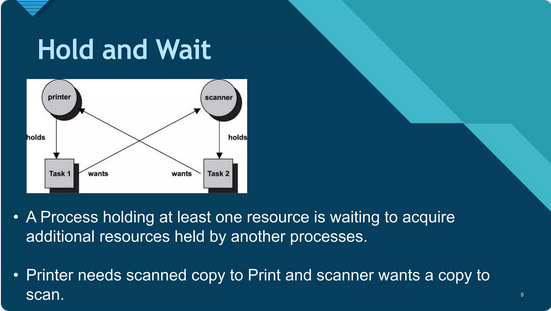 Hold and Wait
printer
scanner
holds
holds
Task 1
wants
wants
Task 2
• A Process holding at least one resource is waiting to acquire
additional resources held by another processes.
• Printer needs scanned copy to Print and scanner wants a copy to
scan.
8